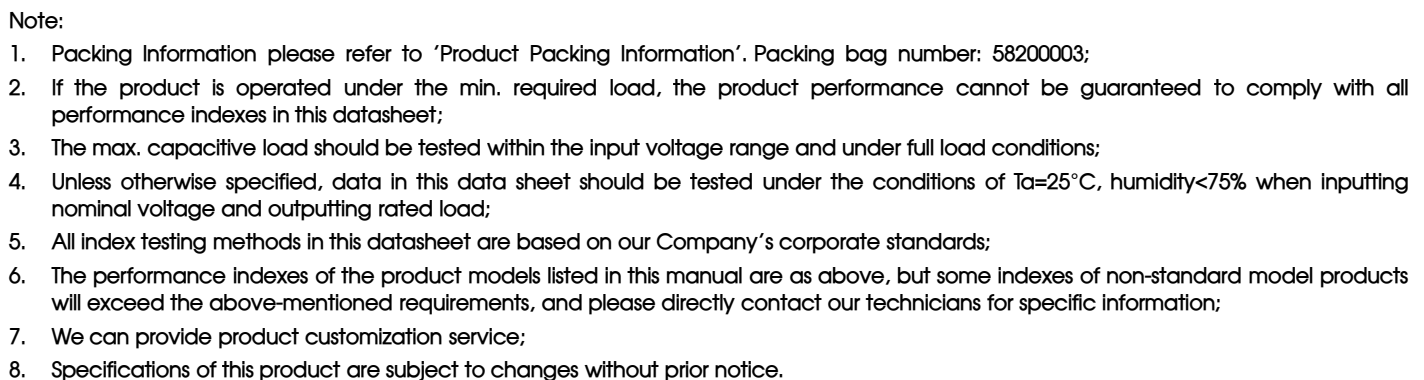 Note:
1. Packing Information please refer to ‘Product Packing Information’. Packing bag number: 58200003;
2. If the product is operated under the min. required load, the product performance cannot be guaranteed to comply with all
performance indexes in this datasheet;
3. The max. capacitive load should be tested within the input voltage range and under full load conditions;
4. Unless otherwise specified, data in this data sheet should be tested under the conditions of Ta=25°C, humidity<75% when inputting
nominal voltage and outputting rated load;
5. All index testing methods in this datasheet are based on our Company’s corporate standards;
6. The performance indexes of the product models listed in this manual are as above, but some indexes of non-standard model products
will exceed the above-mentioned requirements, and please directly contact our technicians for specific information;
7. We can provide product customization service;
8. Specifications of this product are subject to changes without prior notice.